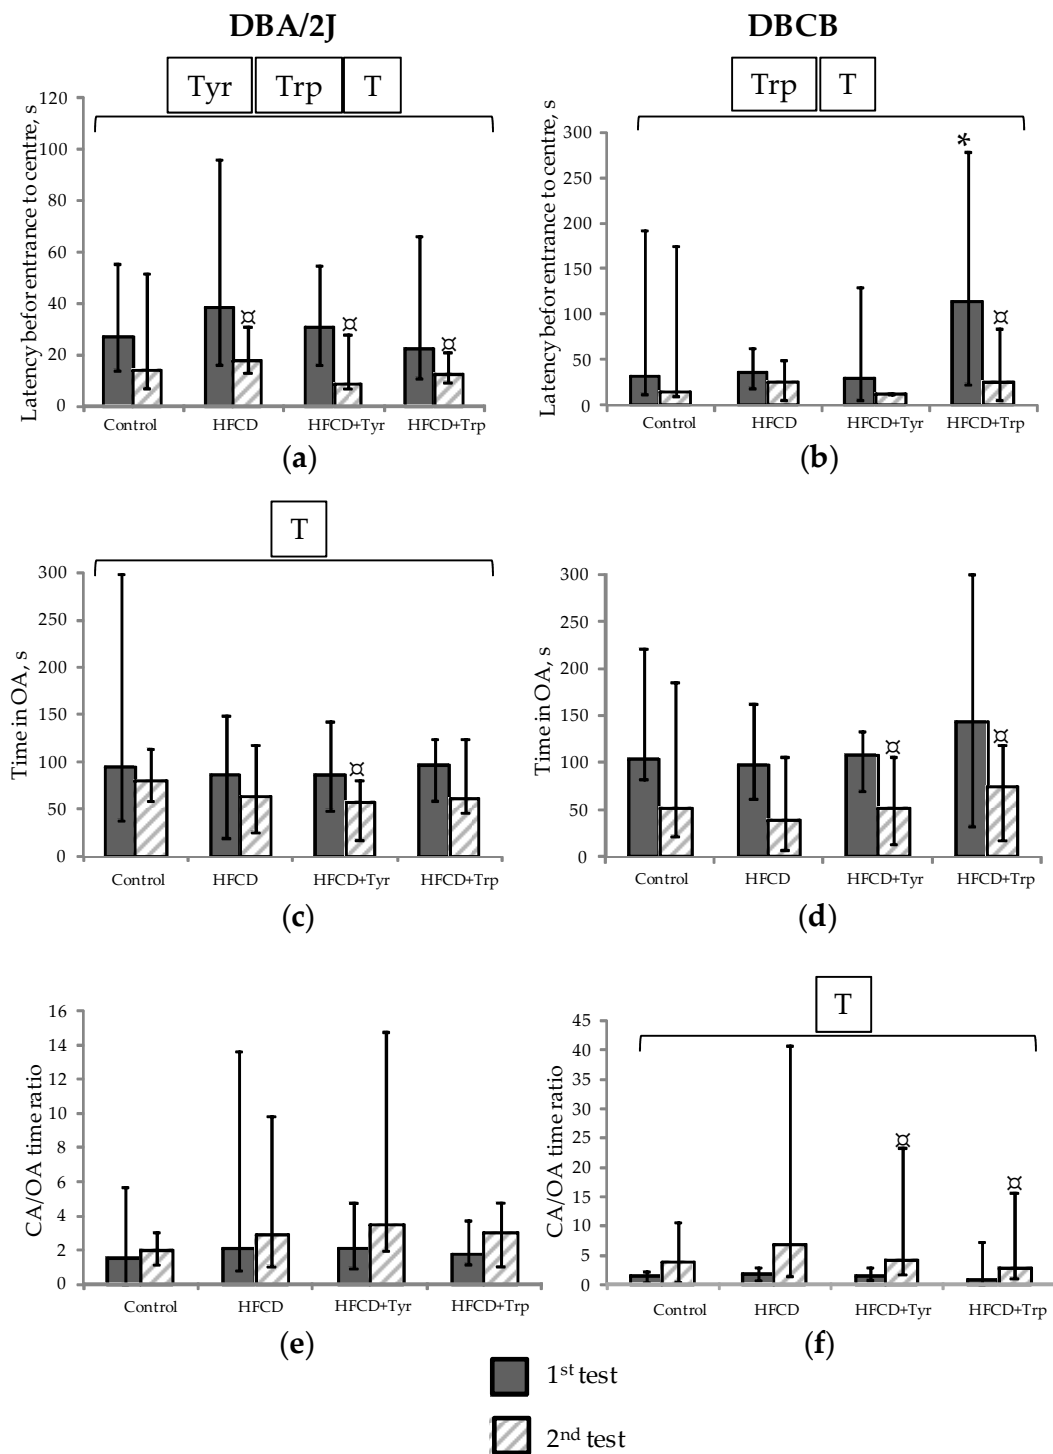 DBA/2J
DBCB
Tyr Trp T
Trp T
Latency before entrance to centre, s
120
100
80
60
40
20
0
¤ ¤ ¤
Control HFCD HFCD+Tyr HFCD+Trp
(a)
Latency before entrance to centre, s
300
250
200
150
100
50
0
* ¤
Control HFCD HFCD+Tyr HFCD+Trp
(b)
T
Time in OA, s
300
250
200
150
100
50
0
¤
Control HFCD HFCD+Tyr HFCD+Trp
(c)
Time in OA, s
300
250
200
150
100
50
0
¤ ¤
Control HFCD HFCD+Tyr HFCD+Trp
(d)
CA/OA time ratio
16
14
12
10
8
6
4
2
0
Control HFCD HFCD+Tyr HFCD+Trp
(e)
T
CA/OA time ratio
45
40
35
30
25
20
15
10
5
0
¤ ¤
Control HFCD HFCD+Tyr HFCD+Trp
(f)
1st test
2nd test